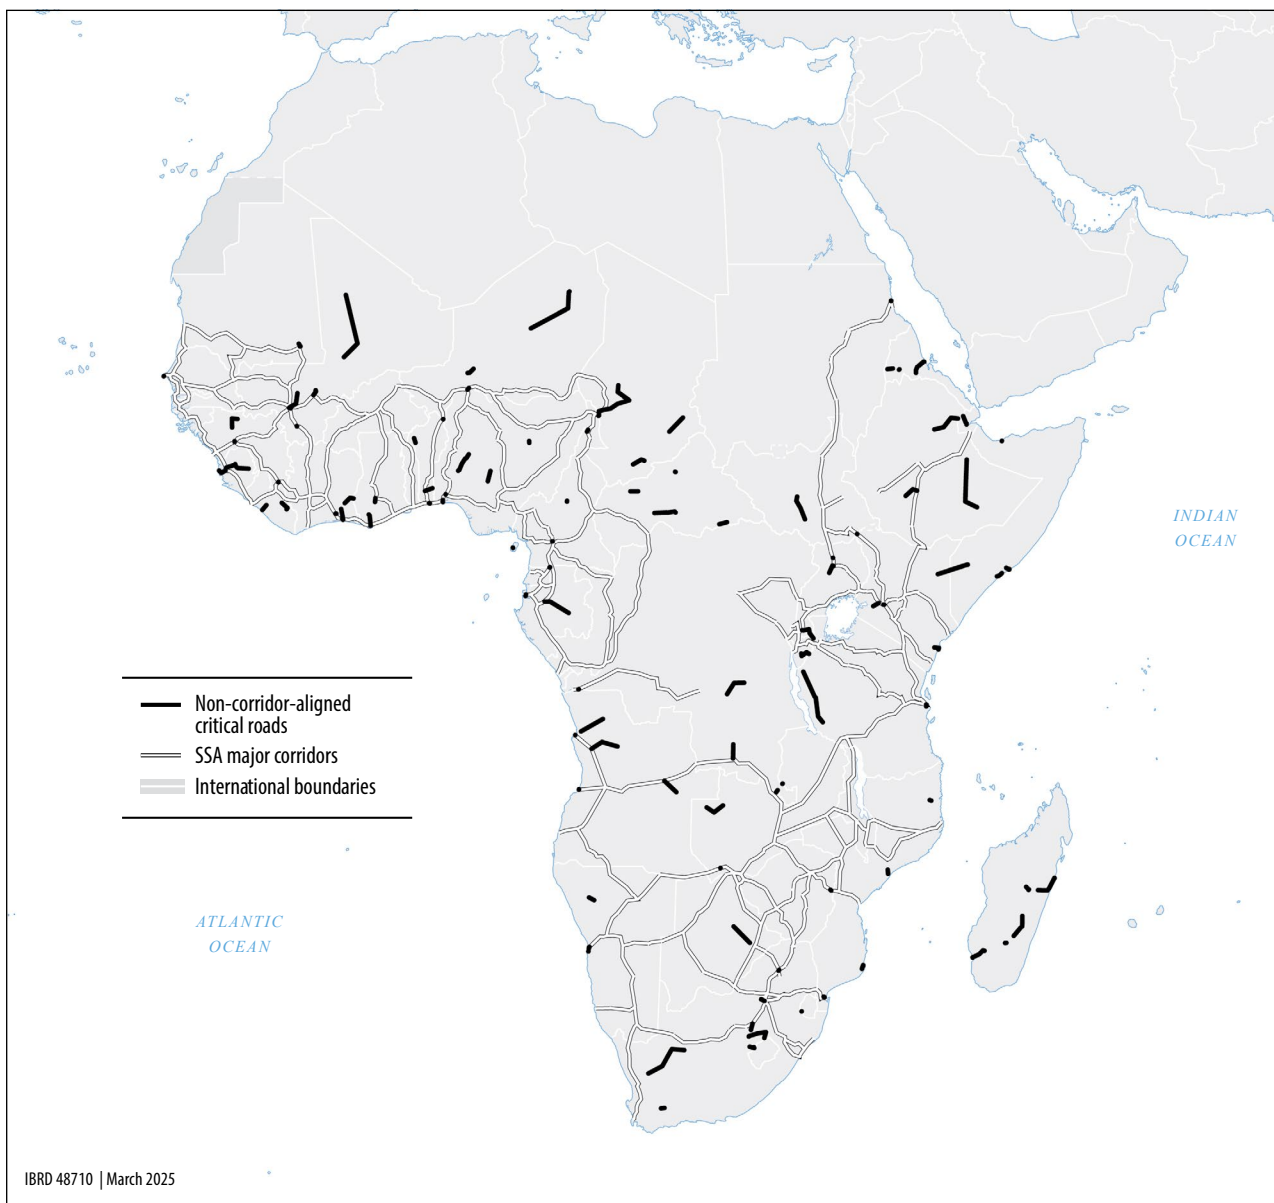 INDIAN
OCEAN
Non-corridor-aligned
critical roads
SSA major corridors
International boundaries
ATLANTIC
OCEAN
IBRD 48710 | March 2025